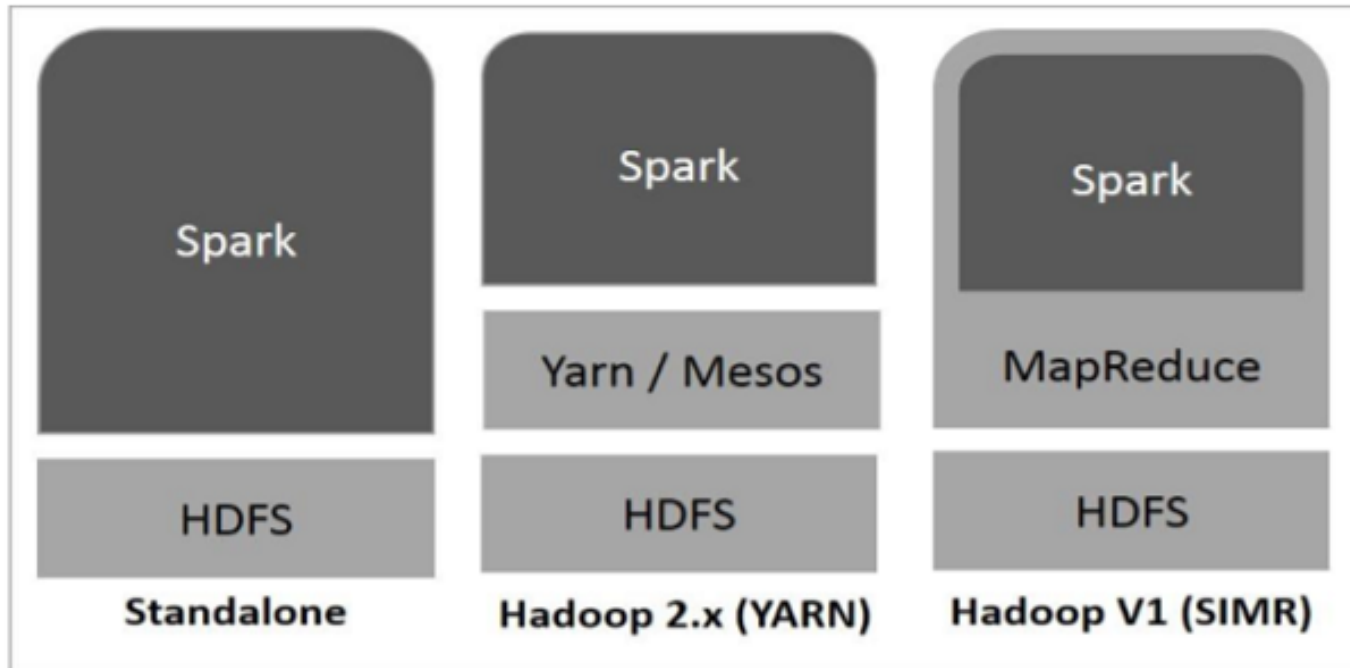 Spark
HDFS
Standalone
Spark
Yarn / Mesos
HDFS
Hadoop 2.x (YARN)
Spark
MapReduce
HDFS
Hadoop V1 (SIMR)